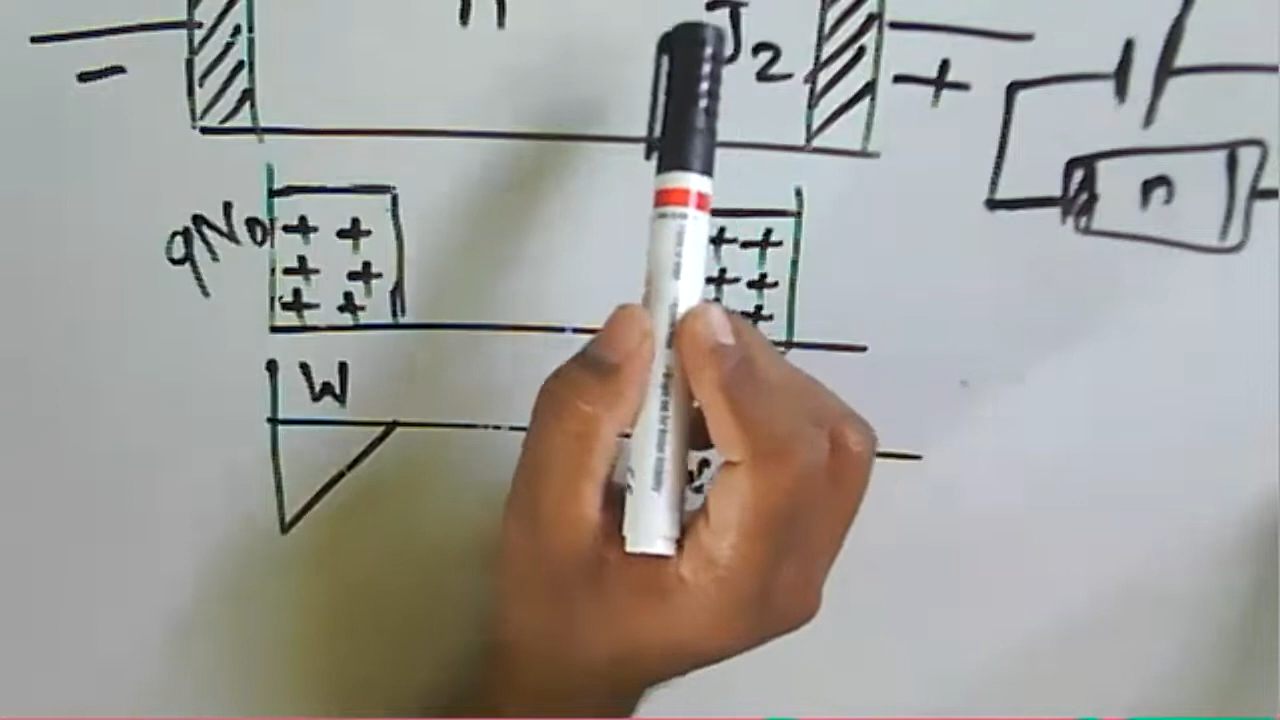 n J2
- +
n
qND + +
+ +
+ +
+ +
+ +
+
W